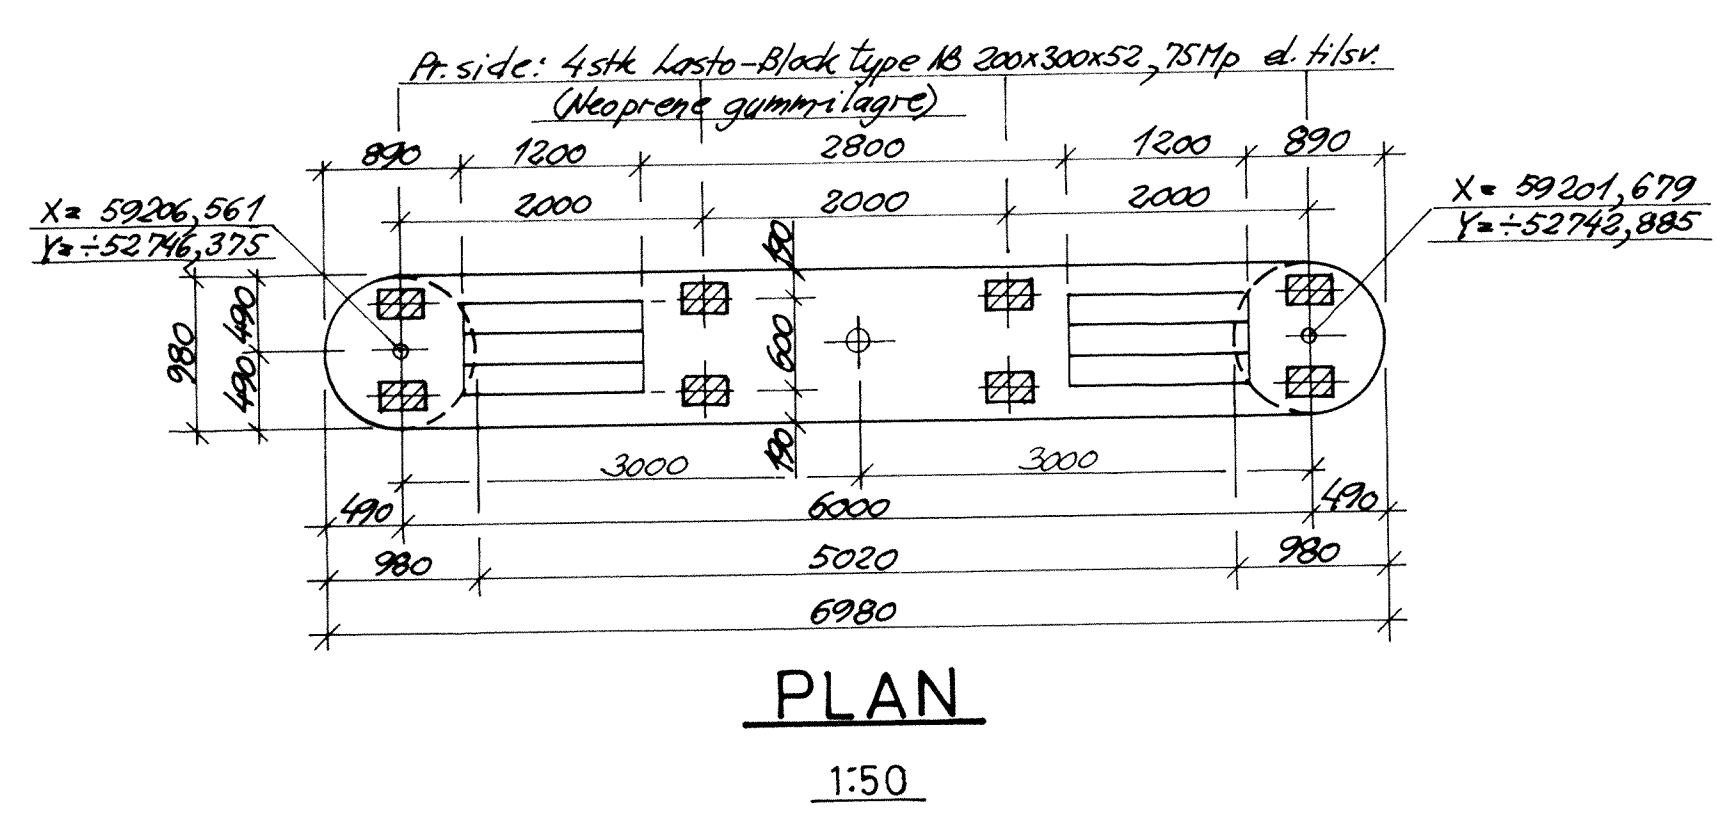 Pr. side: 4 stk Lasto-Block type NB 200x300x52, 75Mp el. tilsv.
(Neoprene gummilagre)
890 1200 2800 1200 890
2000 2000 2000
X= 59206,561
Y=÷52746,375
X= 59201,679
Y=÷52742,885
190
600
190
980
490
490
3000 3000
490 6000 490
980 5020 980
6980
PLAN
1:50